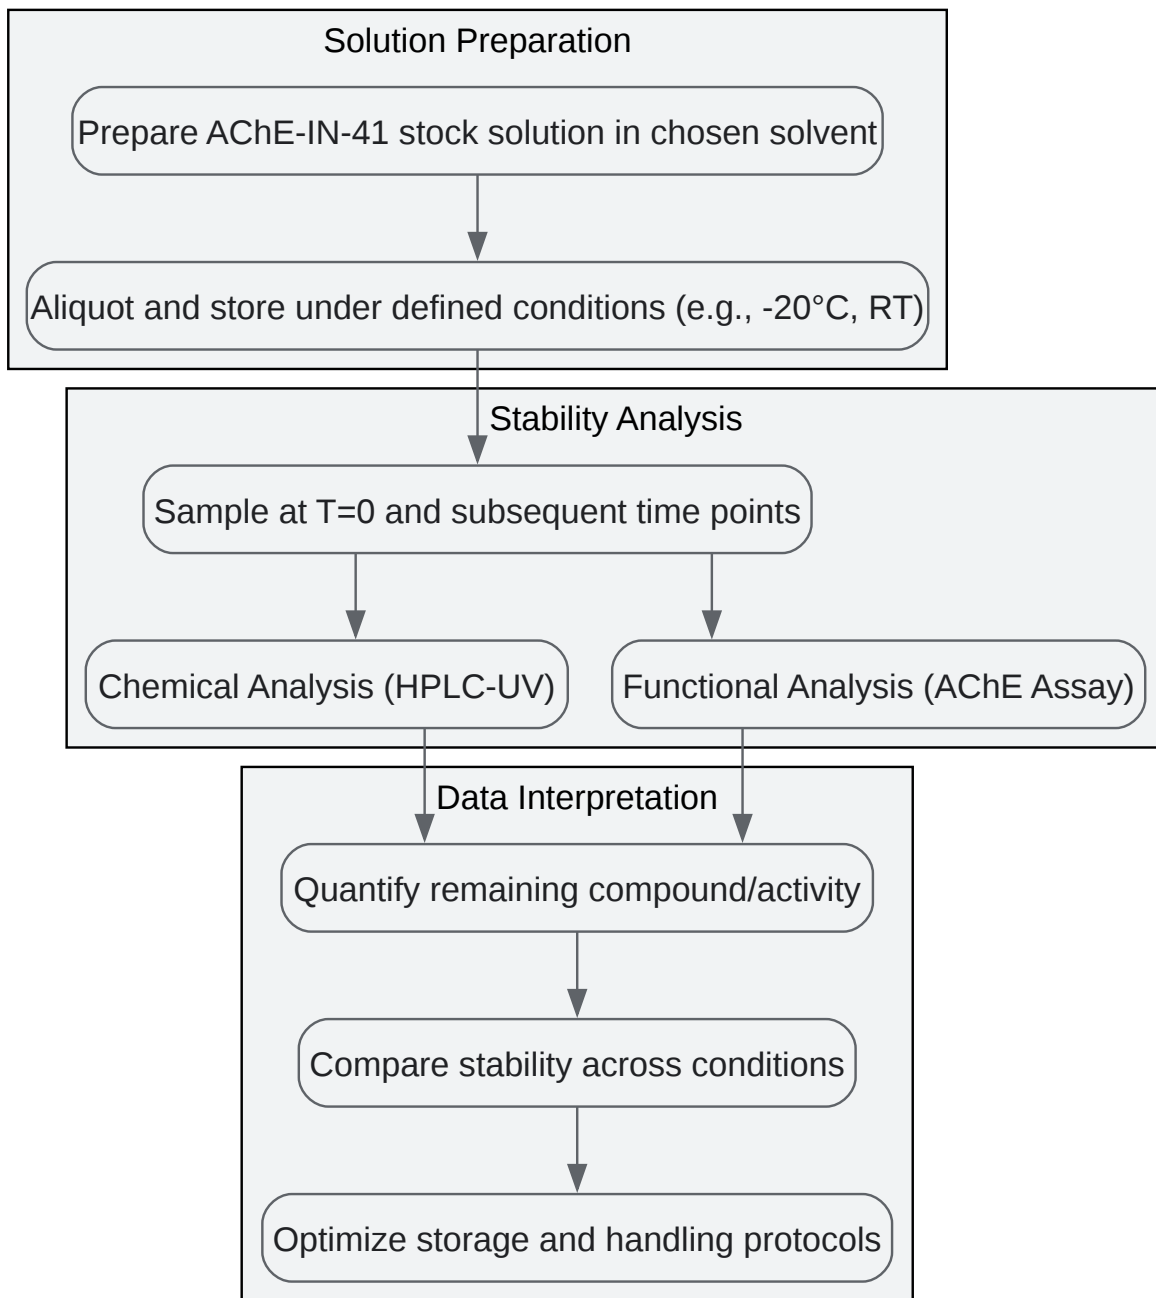 Solution Preparation
Prepare AChE-IN-41 stock solution in chosen solvent
Aliquot and store under defined conditions (e.g., -20°C, RT)
Stability Analysis
Sample at T=0 and subsequent time points
Chemical Analysis (HPLC-UV)
Functional Analysis (AChE Assay)
Data Interpretation
Quantify remaining compound/activity
Compare stability across conditions
Optimize storage and handling protocols